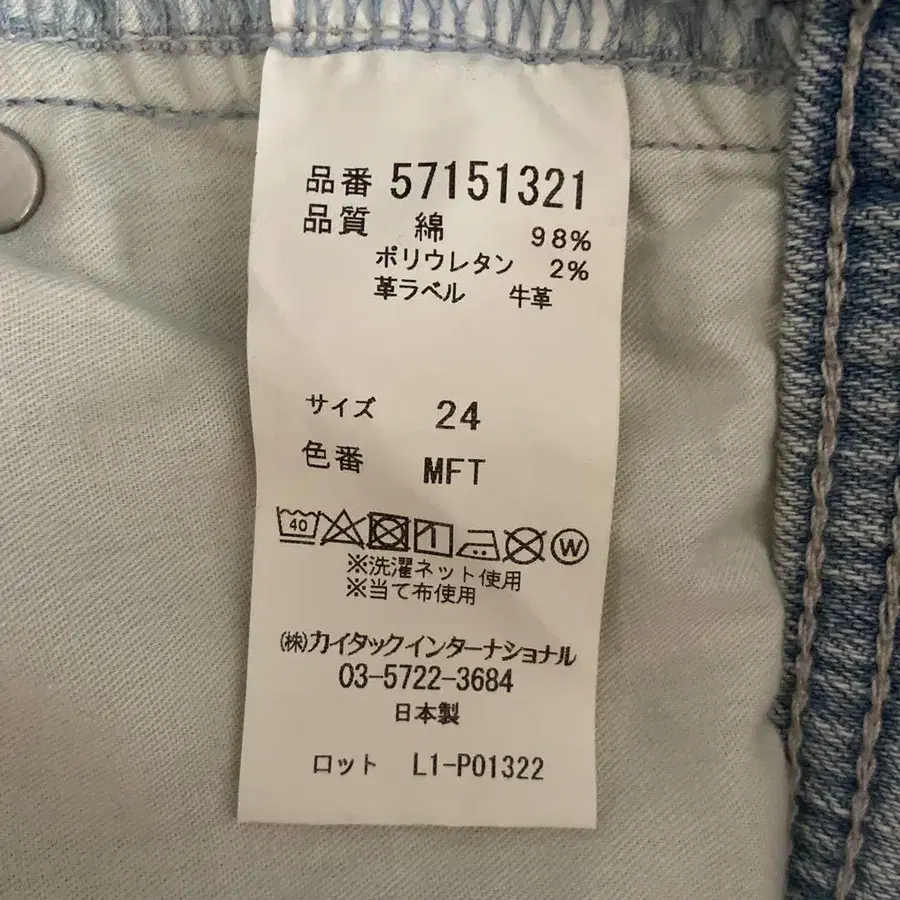 品番 57151321
品質 綿 98%
ポリウレタン 2%
革ラベル 牛革
サイズ 24
色番 MFT
40 W
※洗濯ネット使用
※当て布使用
㈱カイタックインターナショナル
03-5722-3684
日本製
ロット L1-P01322